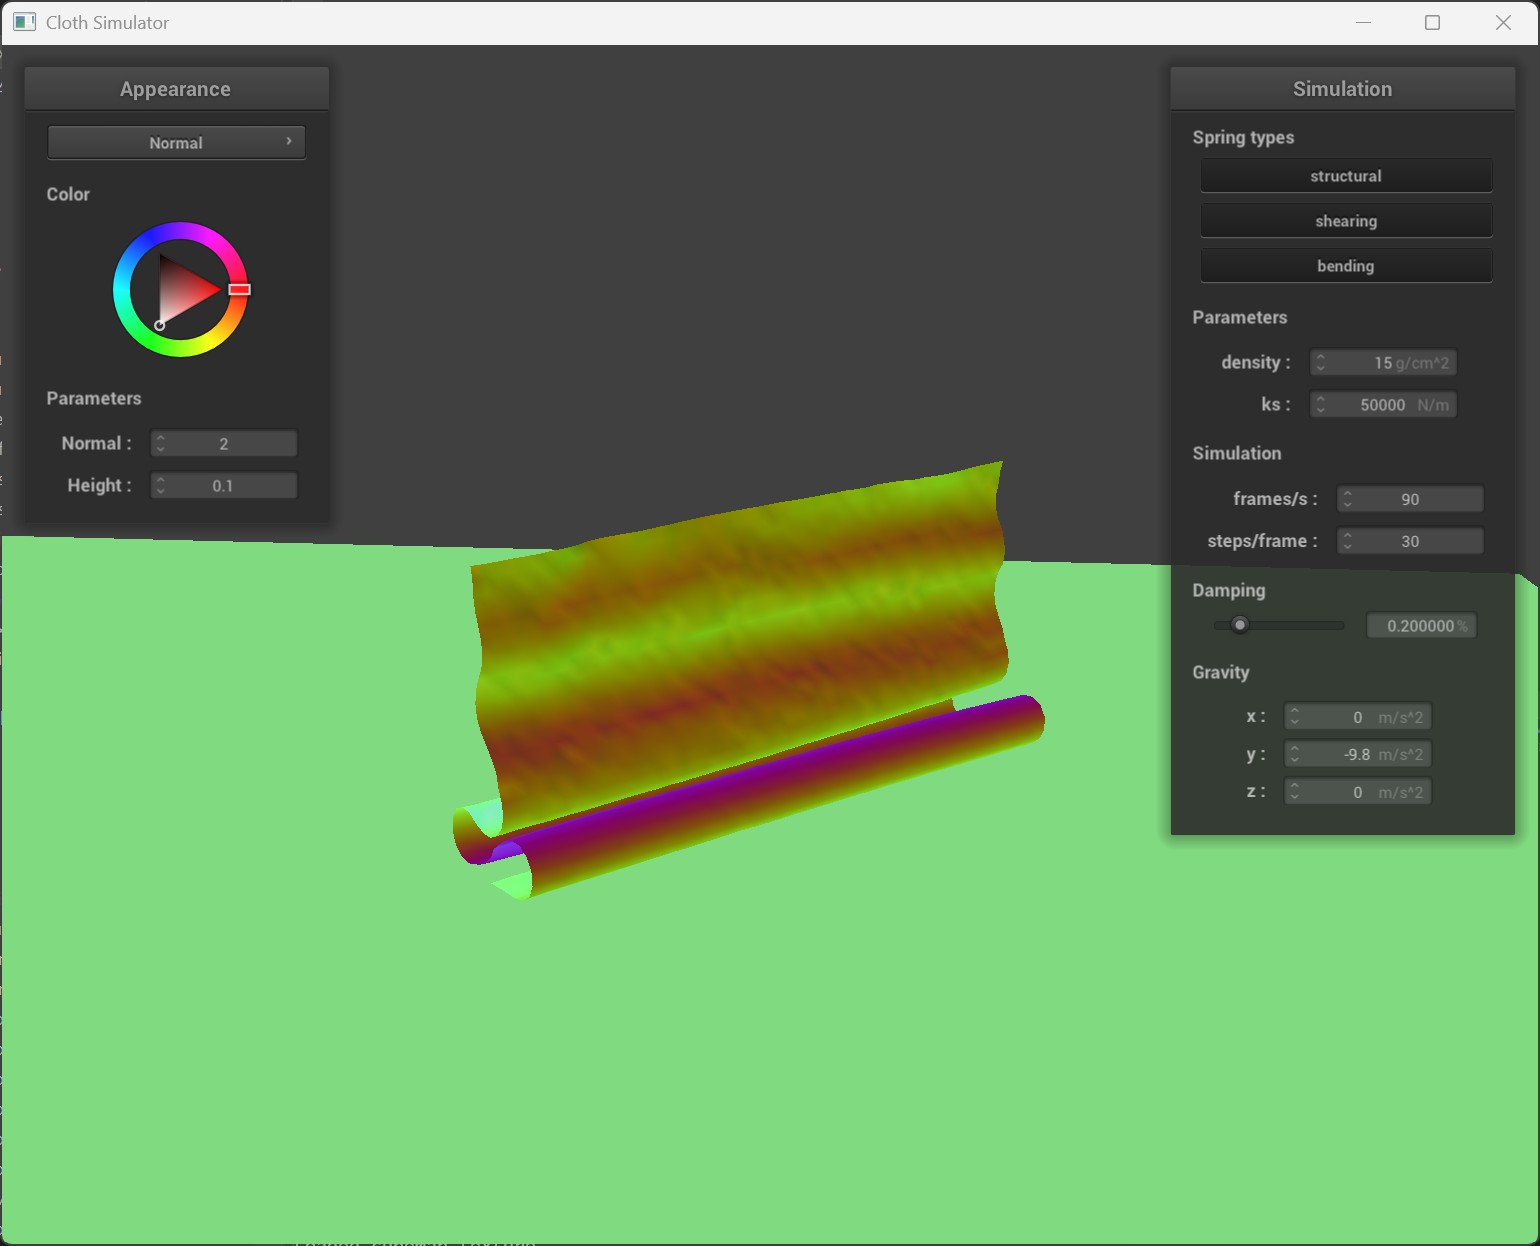 Cloth Simulator
Appearance
Normal
Color
Parameters
Normal : 2
Height : 0.1
Simulation
Spring types
structural
shearing
bending
Parameters
density : 15 g/cm^2
ks : 50000 N/m
Simulation
frames/s : 90
steps/frame : 30
Damping
0.200000 %
Gravity
x : 0 m/s^2
y : -9.8 m/s^2
z : 0 m/s^2